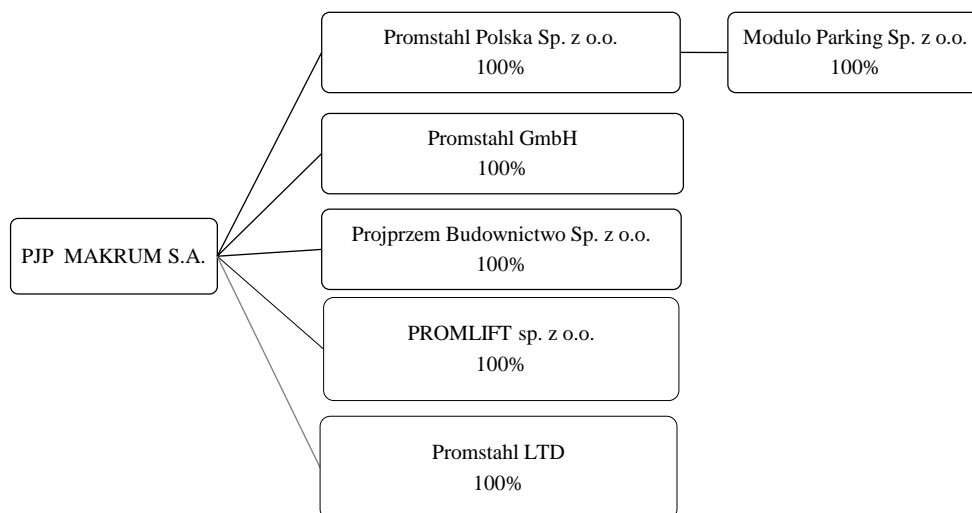 Promstahl Polska Sp. z o.o.
100%
Modulo Parking Sp. z o.o.
100%
Promstahl GmbH
100%
PJP MAKRUM S.A.
Projprzem Budownictwo Sp. z o.o.
100%
PROMLIFT sp. z o.o.
100%
Promstahl LTD
100%